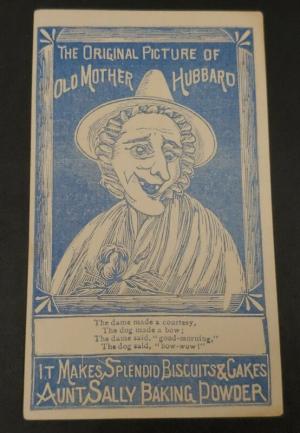 THE ORIGINAL PICTURE OF
OLD MOTHER HUBBARD
The dame made a courtesy,
The dog made a bow;
The dame said, "good-morning,"
The dog said, "bow-wow!"
IT MAKES SPLENDID BISCUITS & CAKES
AUNT SALLY BAKING POWDER